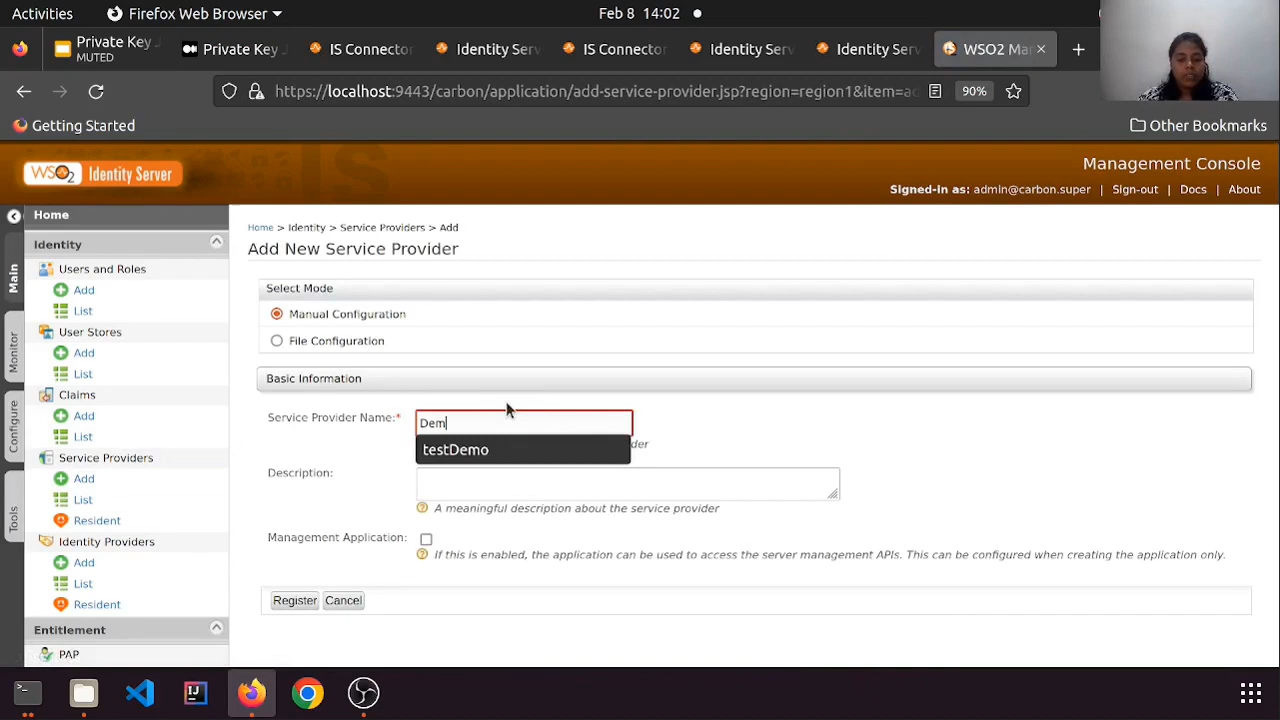 Activities
Firefox Web Browser
Feb 8 14:02
Private Key
MUTED
Private Key
IS Connecto
Identity Serv
IS Connecto
Identity Serv
Identity Serv
WSO2 Ma
https://localhost:9443/carbon/application/add-service-provider.jsp?region=region1&item=a
90%
Getting Started
Other Bookmarks
WSO2 Identity Server
Management Console
Signed-in as: admin@carbon.super | Sign-out | Docs | About
Home
Identity
Users and Roles
Add
List
User Stores
Add
List
Claims
Add
List
Service Providers
Add
List
Resident
Identity Providers
Add
List
Resident
Entitlement
PAP
Main
Monitor
Configure
Tools
Home > Identity > Service Providers > Add
Add New Service Provider
Select Mode
Manual Configuration
File Configuration
Basic Information
Service Provider Name:*
Dem
testDemo
der
Description:
A meaningful description about the service provider
Management Application:
If this is enabled, the application can be used to access the server management APIs. This can be configured when creating the application only.
Register
Cancel